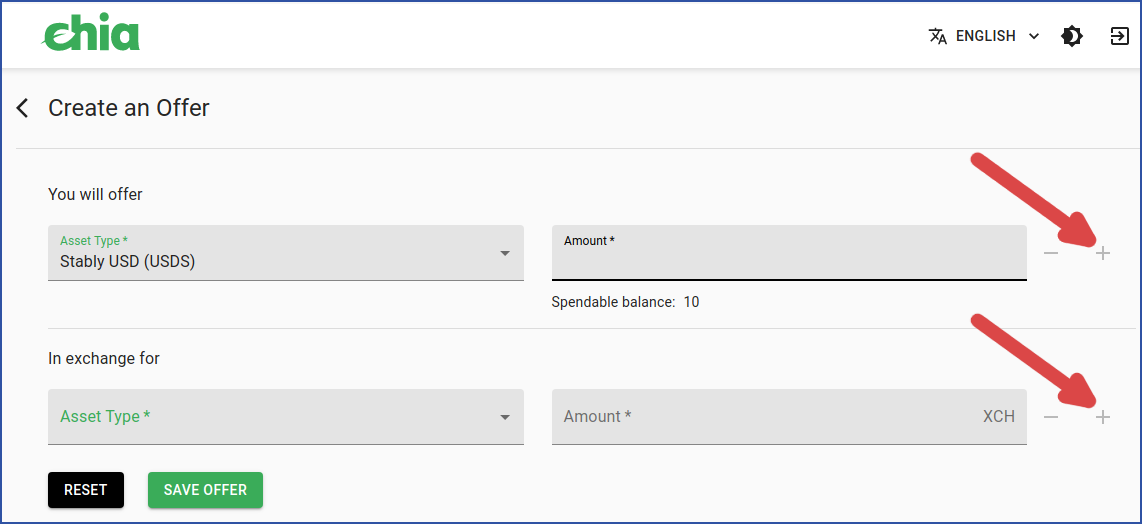 chia
ENGLISH
Create an Offer
You will offer
Asset Type *
Stably USD (USDS)
Amount *
Spendable balance: 10
In exchange for
Asset Type *
Amount *
XCH
RESET
SAVE OFFER